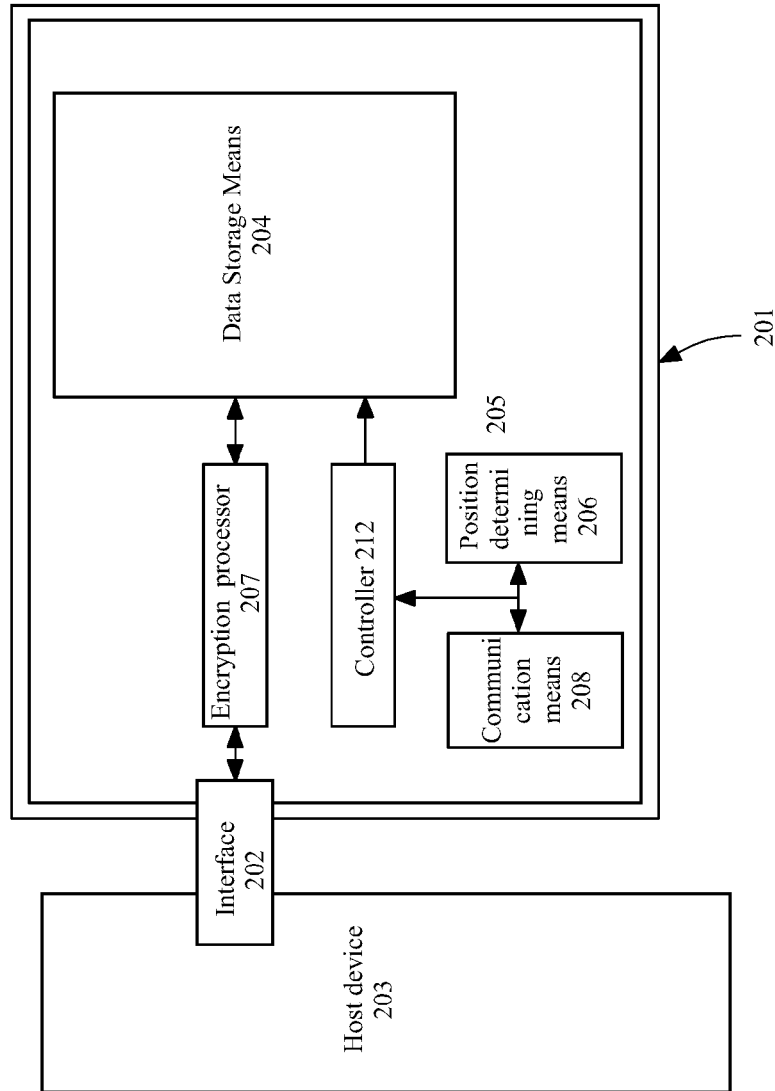 Host device
203
Interface
202
Encryption processor
207
Controller 212
Communi
cation
means
208
Position
determi
ning
means
206
205
Data Storage Means
204
201